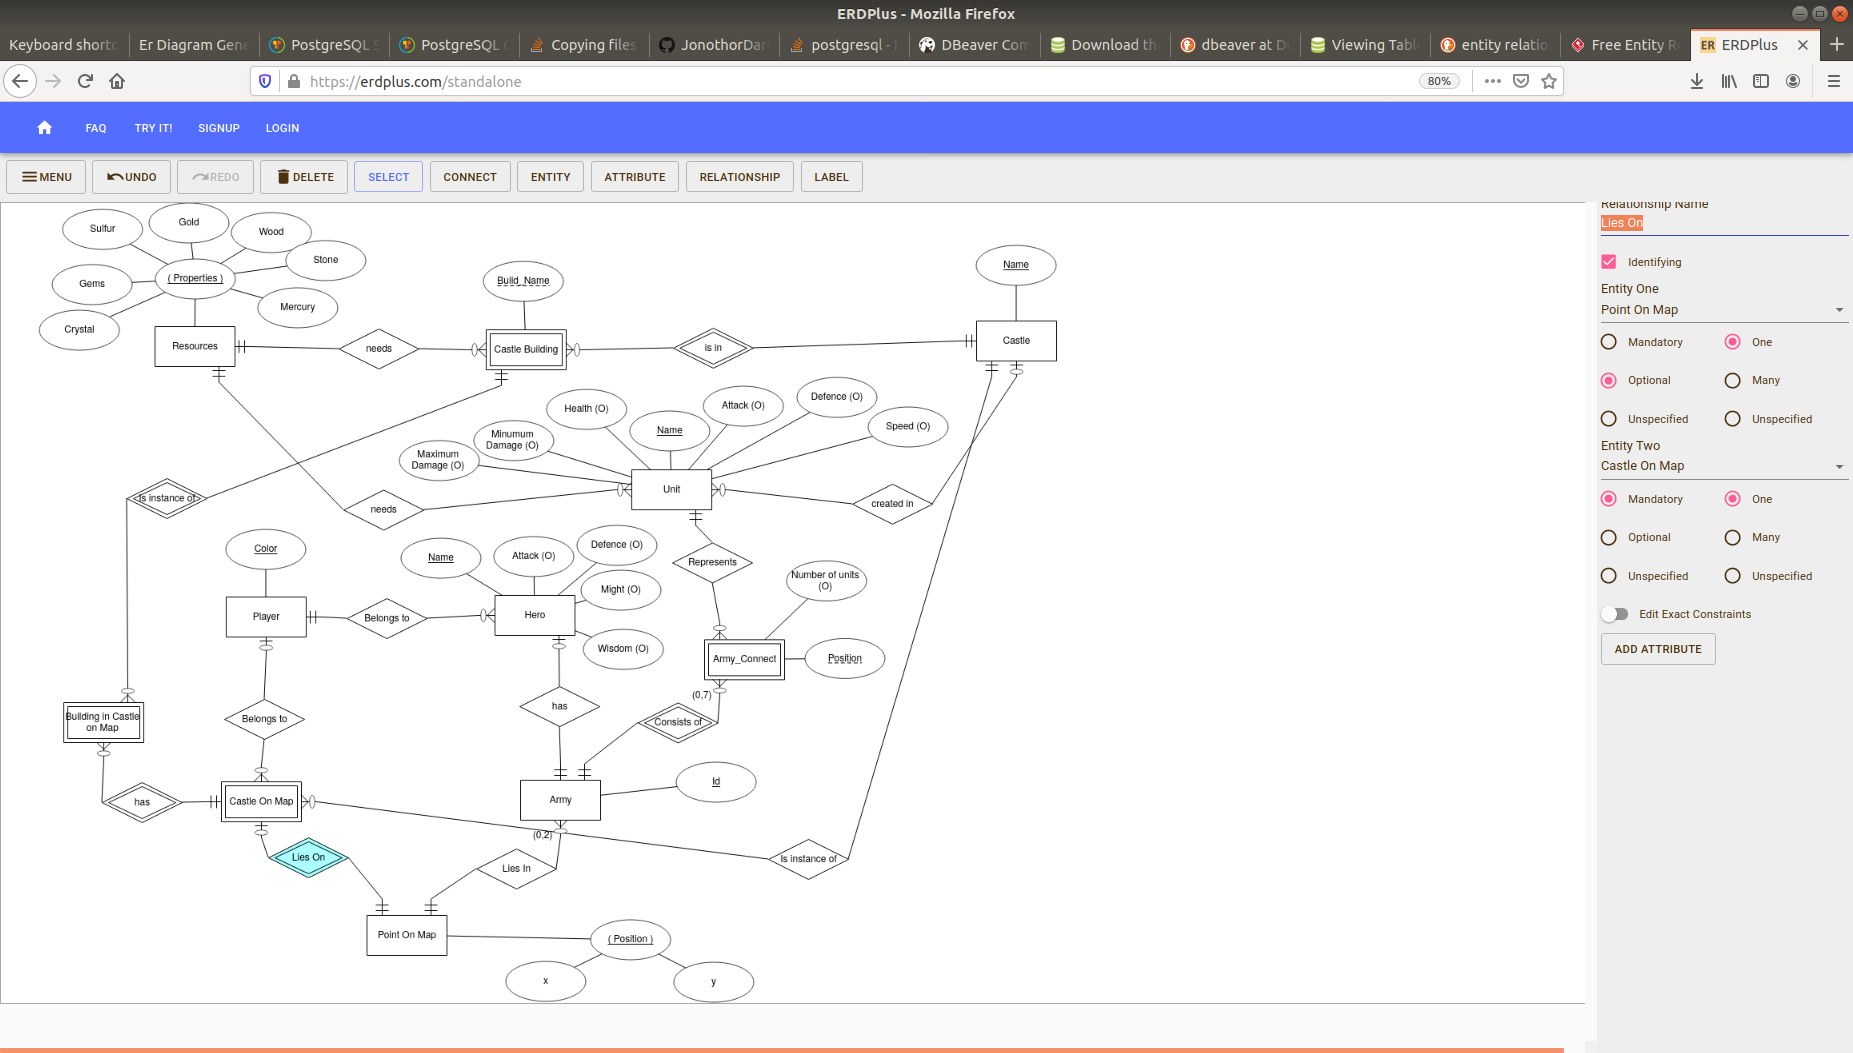 ERDPlus - Mozilla Firefox
Keyboard shortc
Er Diagram Gene
PostgreSQL S
PostgreSQL C
Copying files
JonothorDar
postgresql -
DBeaver Com
Download th
dbeaver at D
Viewing Tabl
entity relatio
Free Entity R
ER ERDPlus
https://erdplus.com/standalone
80%
FAQ
TRY IT!
SIGNUP
LOGIN
MENU
UNDO
REDO
DELETE
SELECT
CONNECT
ENTITY
ATTRIBUTE
RELATIONSHIP
LABEL
Sulfur
Gold
Wood
Stone
Gems
( Properties )
Mercury
Crystal
Resources
needs
Build_Name
Castle Building
is in
Name
Castle
Health (O)
Attack (O)
Defence (O)
Minumum
Damage (O)
Name
Speed (O)
Maximum
Damage (O)
Unit
Is instance of
needs
created in
Color
Name
Attack (O)
Defence (O)
Represents
Number of units
(O)
Might (O)
Player
Belongs to
Hero
Wisdom (O)
Army_Connect
Position
(0,7)
has
Consists of
Building in Castle
on Map
Belongs to
has
Castle On Map
Army
Id
(0,2)
Lies On
Lies In
Is instance of
Point On Map
( Position )
x
y
Relationship Name
Lies On
Identifying
Entity One
Point On Map
Mandatory
One
Optional
Many
Unspecified
Unspecified
Entity Two
Castle On Map
Mandatory
One
Optional
Many
Unspecified
Unspecified
Edit Exact Constraints
ADD ATTRIBUTE